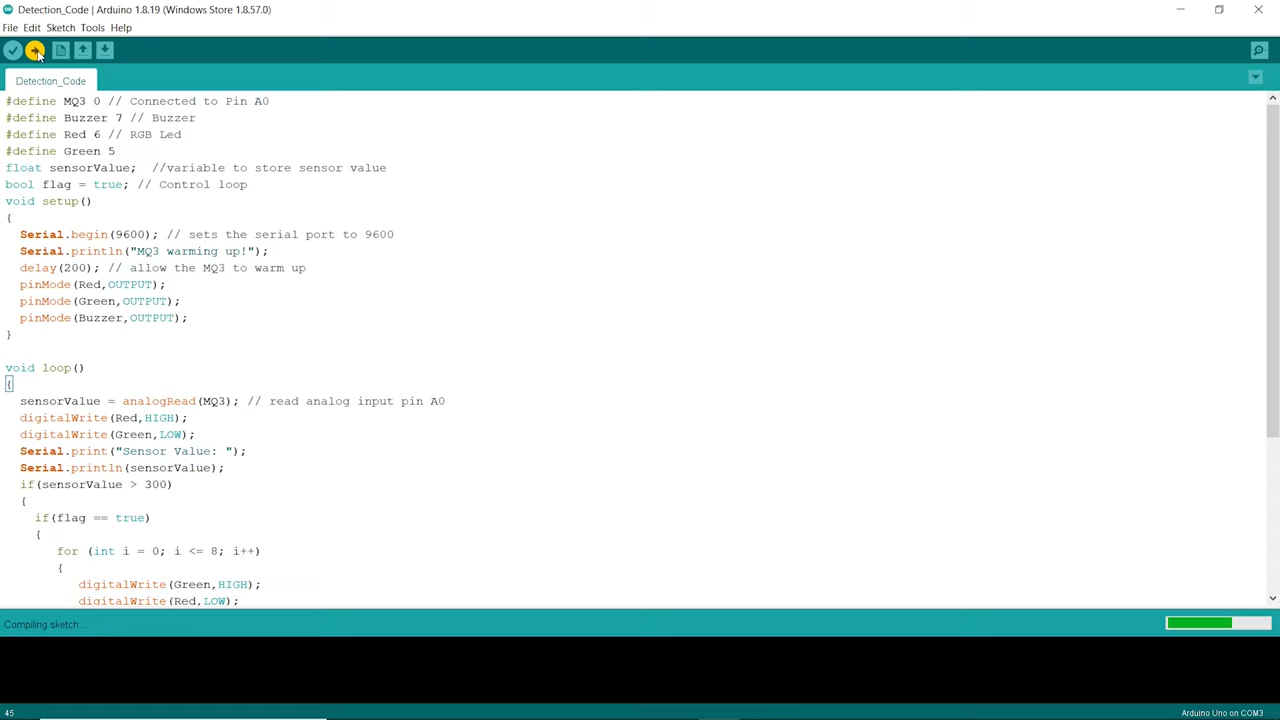 Detection_Code | Arduino 1.8.19 (Windows Store 1.8.57.0)
File Edit Sketch Tools Help
Detection_Code
#define MQ3 0 // Connected to Pin A0
#define Buzzer 7 // Buzzer
#define Red 6 // RGB Led
#define Green 5
float sensorValue;  //variable to store sensor value
bool flag = true; // Control loop
void setup()
{
  Serial.begin(9600); // sets the serial port to 9600
  Serial.println("MQ3 warming up!");
  delay(200); // allow the MQ3 to warm up
  pinMode(Red,OUTPUT);
  pinMode(Green,OUTPUT);
  pinMode(Buzzer,OUTPUT);
}
void loop()
{
  sensorValue = analogRead(MQ3); // read analog input pin A0
  digitalWrite(Red,HIGH);
  digitalWrite(Green,LOW);
  Serial.print("Sensor Value: ");
  Serial.println(sensorValue);
  if(sensorValue > 300)
  {
    if(flag == true)
    {
       for (int i = 0; i <= 8; i++)
       {
          digitalWrite(Green,HIGH);
          digitalWrite(Red,LOW);
Compiling sketch...
45
Arduino Uno on COM3